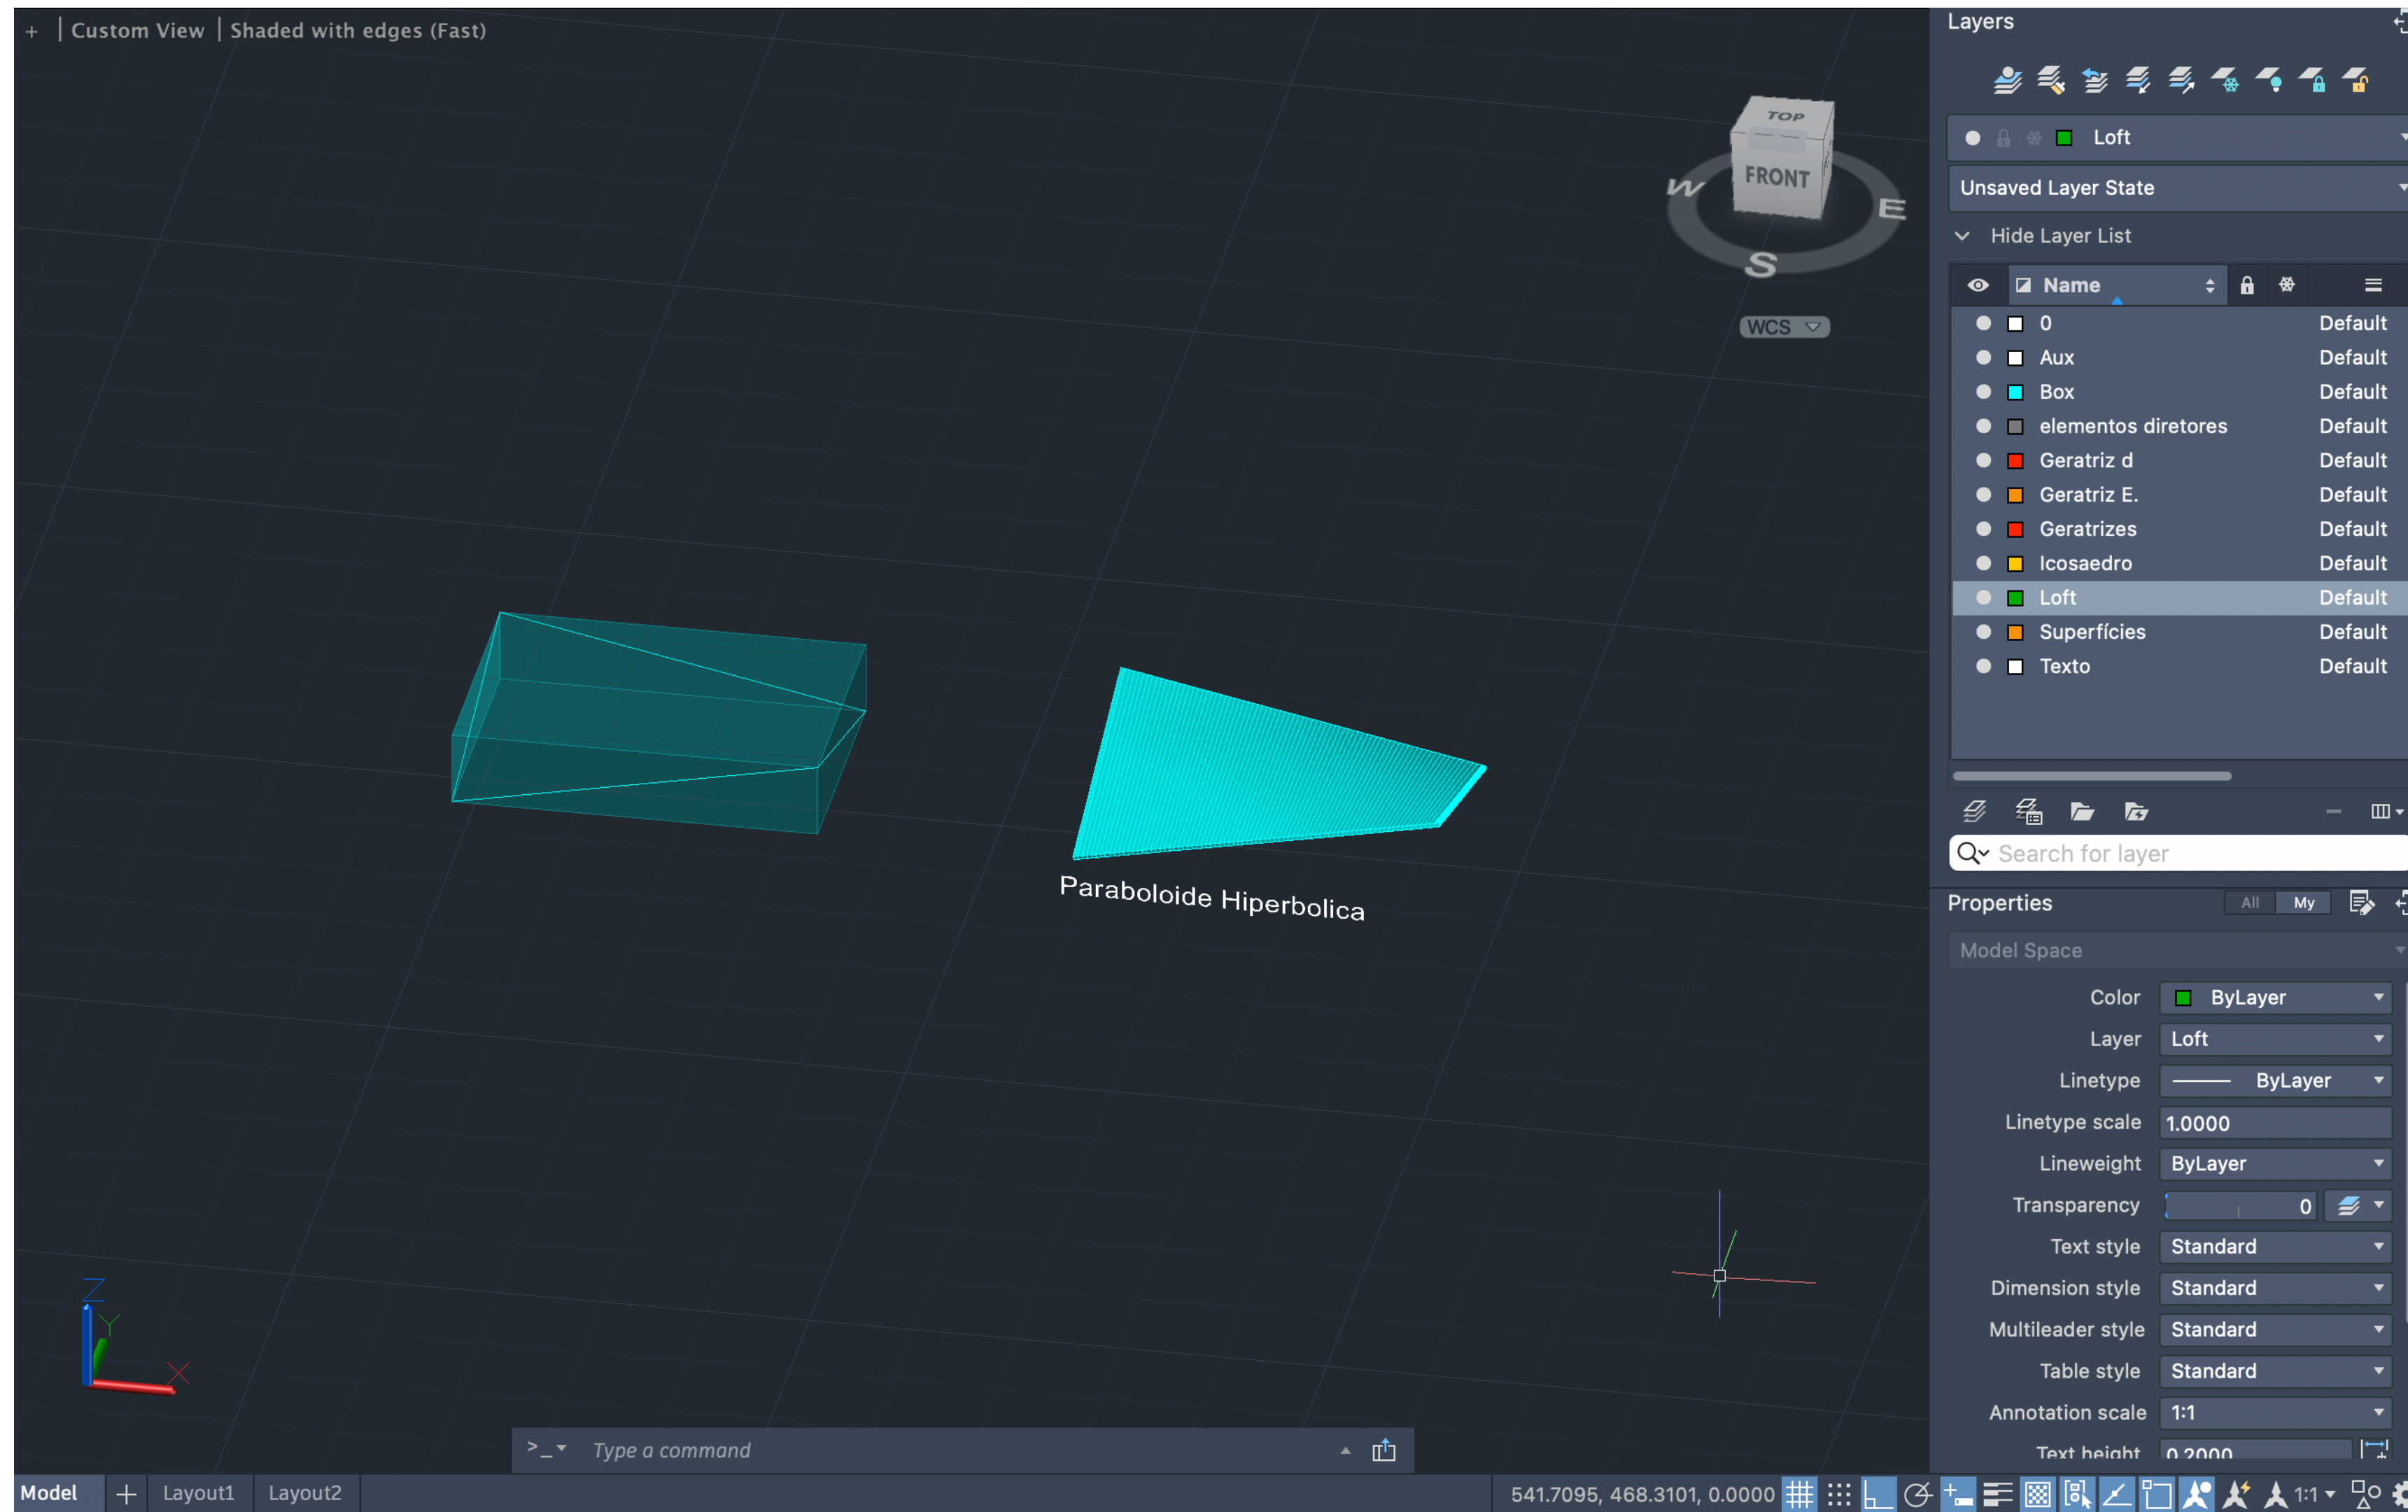 + | Custom View | Shaded with edges (Fast)
TOP
FRONT
W
E
S
WCS
Paraboloide Hiperbolica
Z
Y
X
>_ Type a command
Model + Layout1 Layout2
541.7095, 468.3101, 0.0000
1:1
Layers
Loft
Unsaved Layer State
Hide Layer List
Name
0 Default
Aux Default
Box Default
elementos diretores Default
Geratriz d Default
Geratriz E. Default
Geratrizes Default
Icosaedro Default
Loft Default
Superfícies Default
Texto Default
Search for layer
Properties All My
Model Space
Color ByLayer
Layer Loft
Linetype ByLayer
Linetype scale 1.0000
Lineweight ByLayer
Transparency 0
Text style Standard
Dimension style Standard
Multileader style Standard
Table style Standard
Annotation scale 1:1
Text height 0.2000